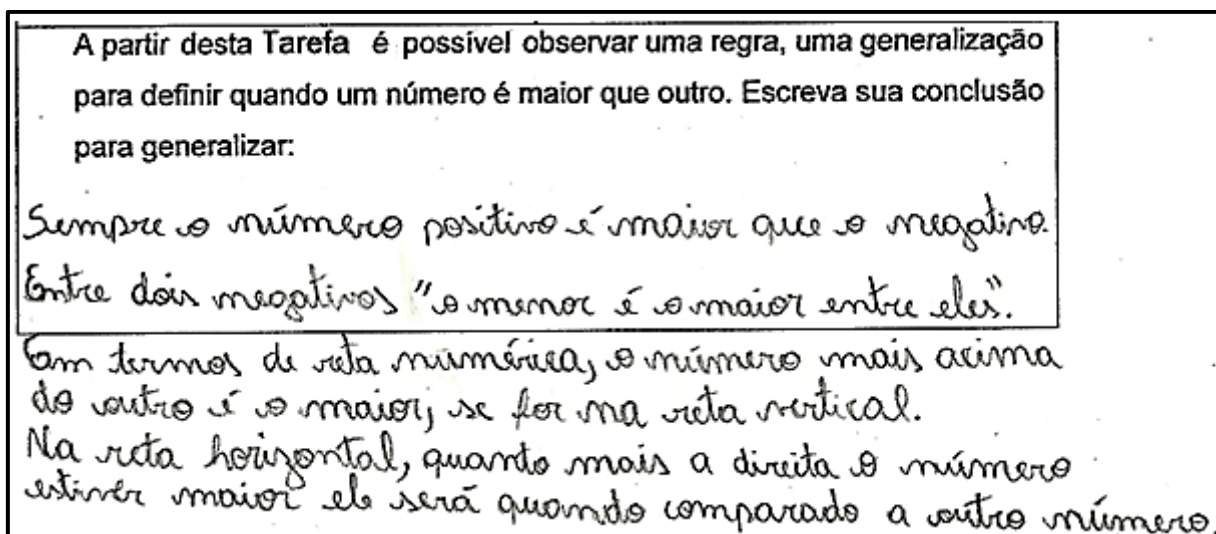 A partir desta Tarefa é possível observar uma regra, uma generalização
para definir quando um número é maior que outro. Escreva sua conclusão
para generalizar:
Sempre o número positivo é maior que o negativo.
Entre dois negativos "o menor é o maior entre eles".
Em termos de reta numérica, o número mais acima
do outro é o maior, se for na reta vertical.
Na reta horizontal, quanto mais a direita o número
estiver maior ele será quando comparado a outro número.